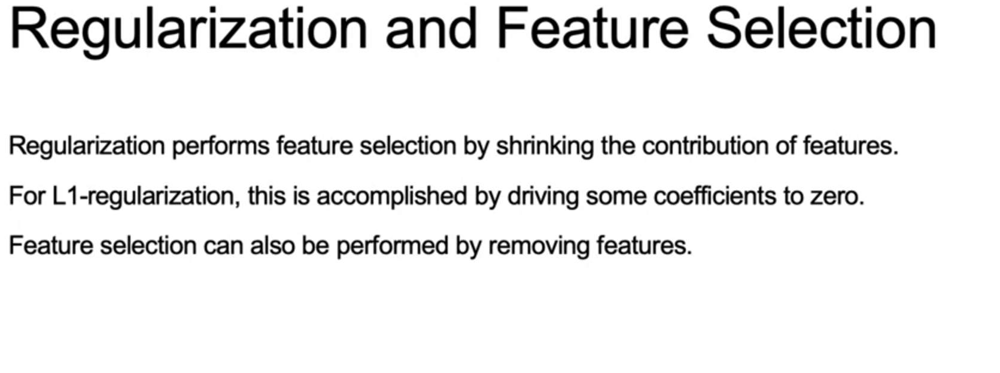 Regularization and Feature Selection
Regularization performs feature selection by shrinking the contribution of features.
For L1-regularization, this is accomplished by driving some coefficients to zero.
Feature selection can also be performed by removing features.